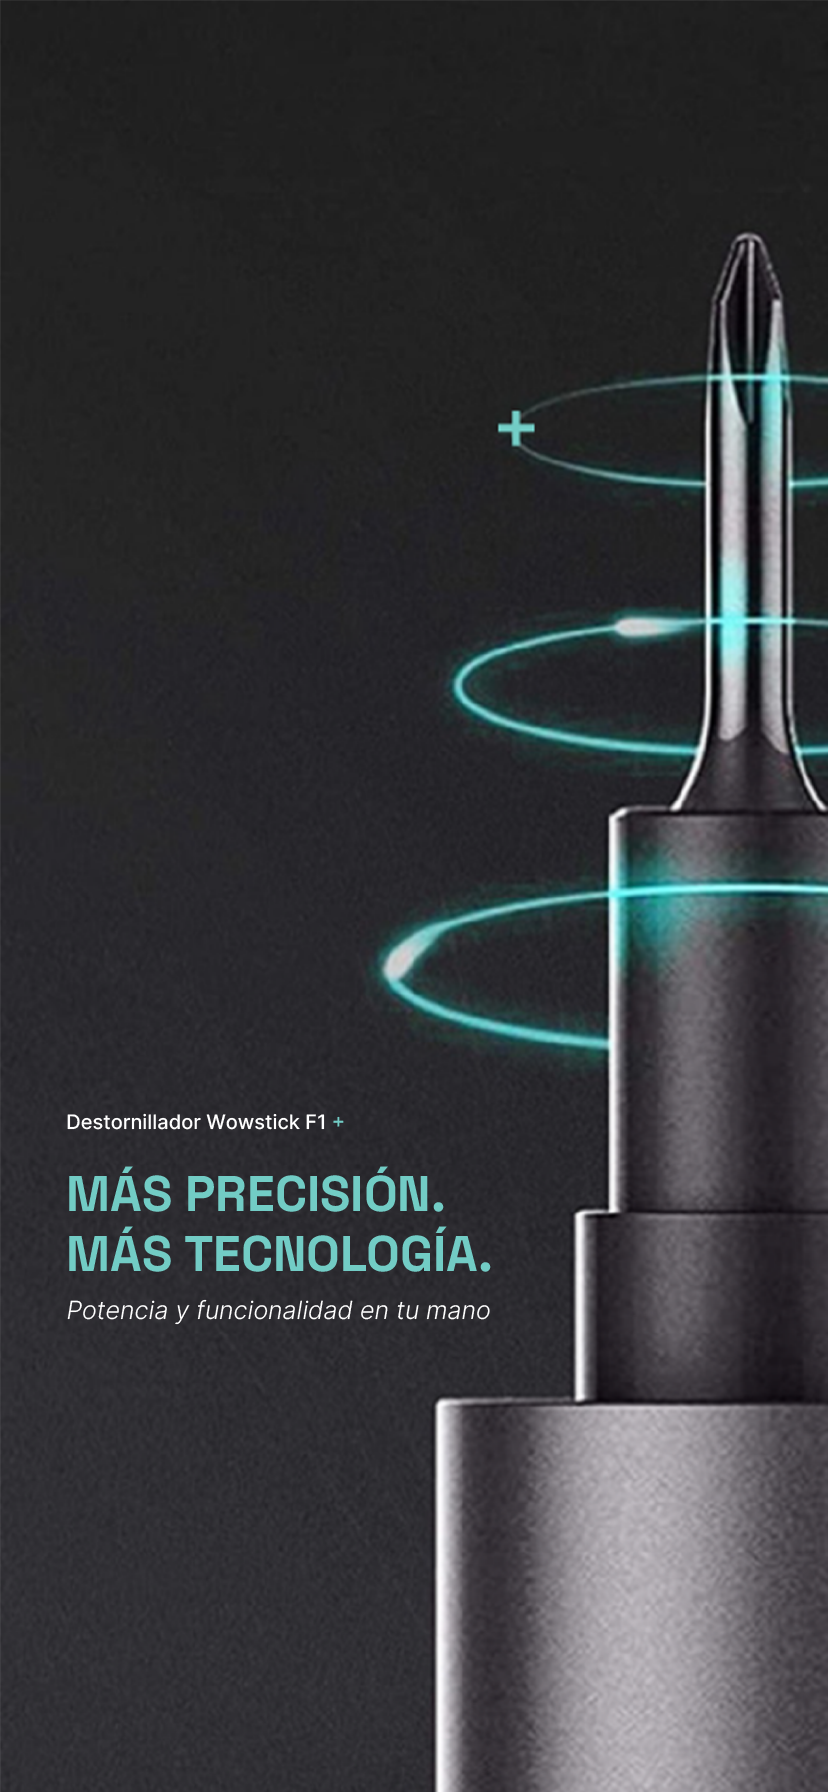 Destornillador Wowstick F1 +
MÁS PRECISIÓN.
MÁS TECNOLOGÍA.
Potencia y funcionalidad en tu mano